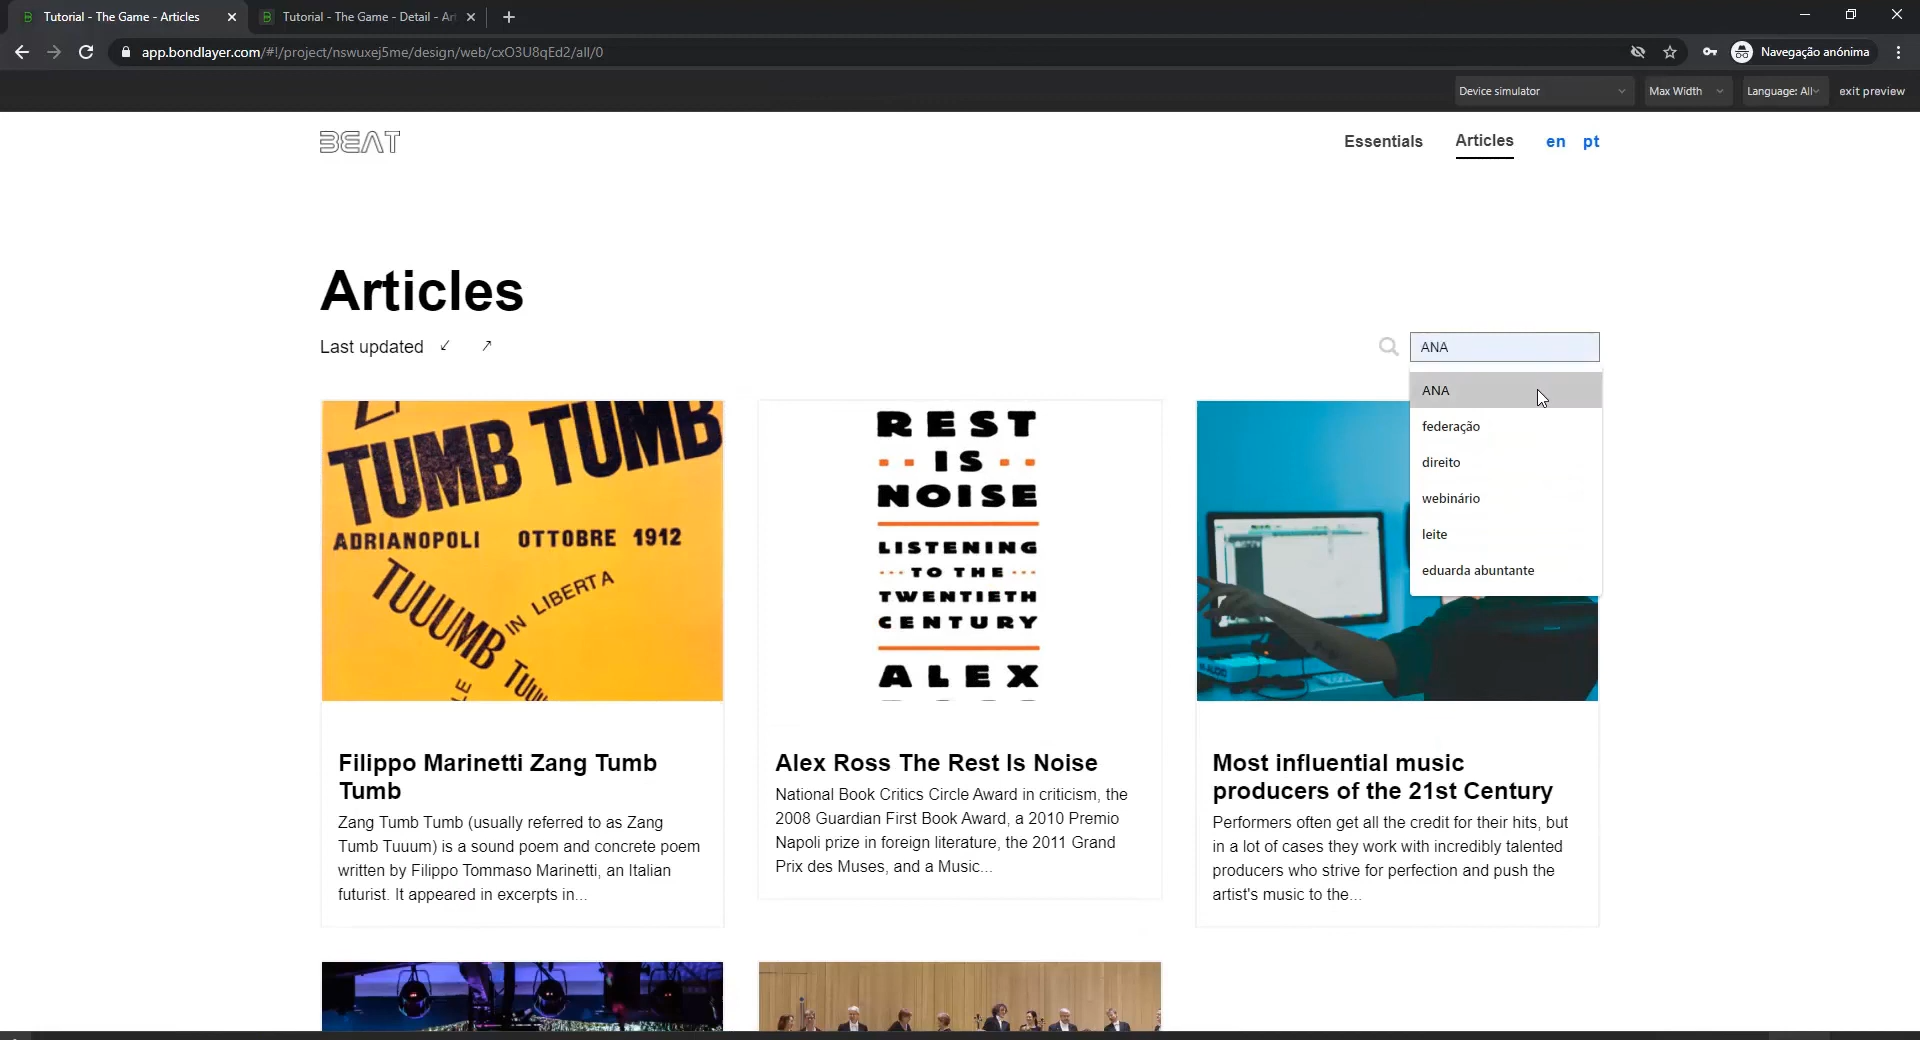 Tutorial - The Game - Articles
Tutorial - The Game - Detail - Ar
app.bondlayer.com/#!/project/nswuxej5me/design/web/cxO3U8qEd2/all/0
Navegação anónima
Device simulator
Max Width
Language: All
exit preview
BEAT
Essentials
Articles
en
pt
Articles
Last updated
ANA
ANA
federação
direito
webinário
leite
eduarda abuntante
TUMB TUMB
ADRIANOPOLI OTTOBRE 1912
TUUUMB TUUU
IN LIBERTA
REST
IS
NOISE
LISTENING
TO THE
TWENTIETH
CENTURY
ALEX
Filippo Marinetti Zang Tumb
Tumb
Zang Tumb Tumb (usually referred to as Zang
Tumb Tuuum) is a sound poem and concrete poem
written by Filippo Tommaso Marinetti, an Italian
futurist. It appeared in excerpts in...
Alex Ross The Rest Is Noise
National Book Critics Circle Award in criticism, the
2008 Guardian First Book Award, a 2010 Premio
Napoli prize in foreign literature, the 2011 Grand
Prix des Muses, and a Music...
Most influential music
producers of the 21st Century
Performers often get all the credit for their hits, but
in a lot of cases they work with incredibly talented
producers who strive for perfection and push the
artist's music to the...